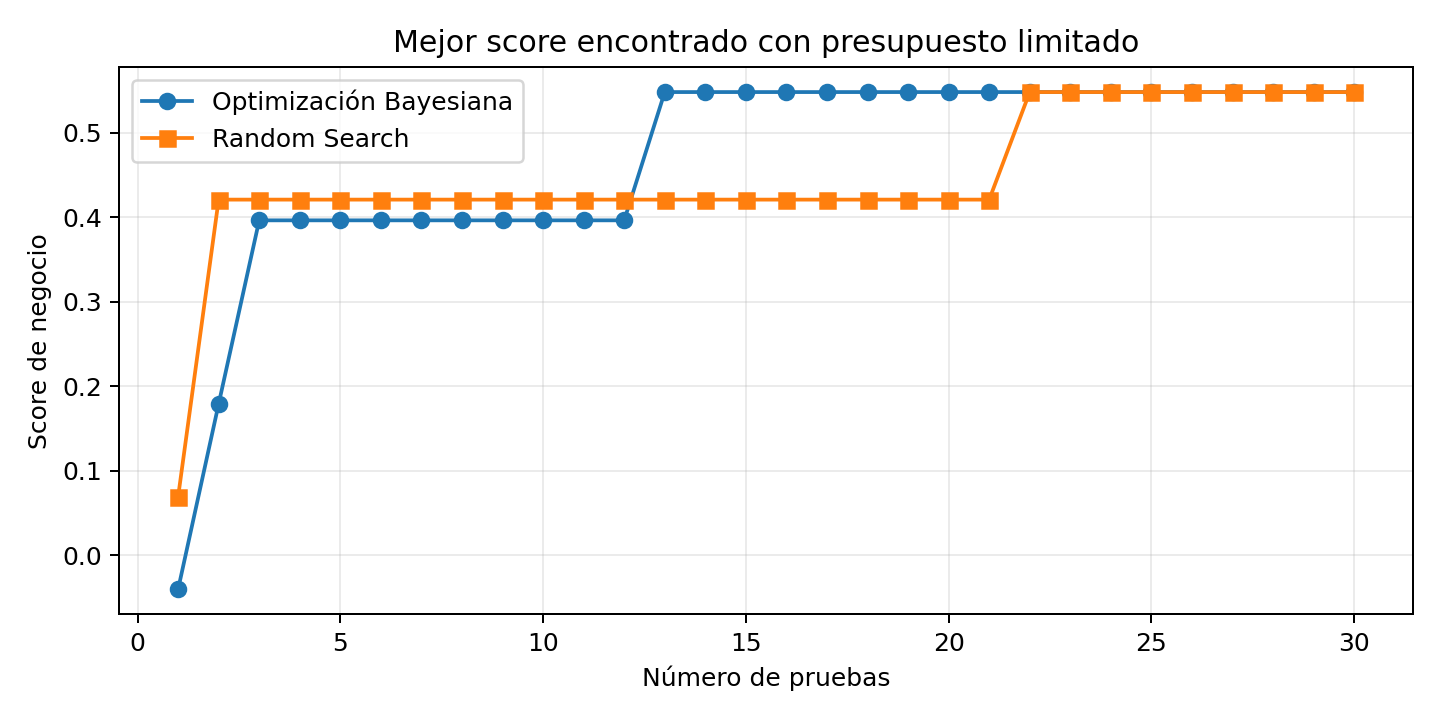 Mejor score encontrado con presupuesto limitado
Optimización Bayesiana
Random Search
Score de negocio
0.5
0.4
0.3
0.2
0.1
0.0
0 5 10 15 20 25 30
Número de pruebas